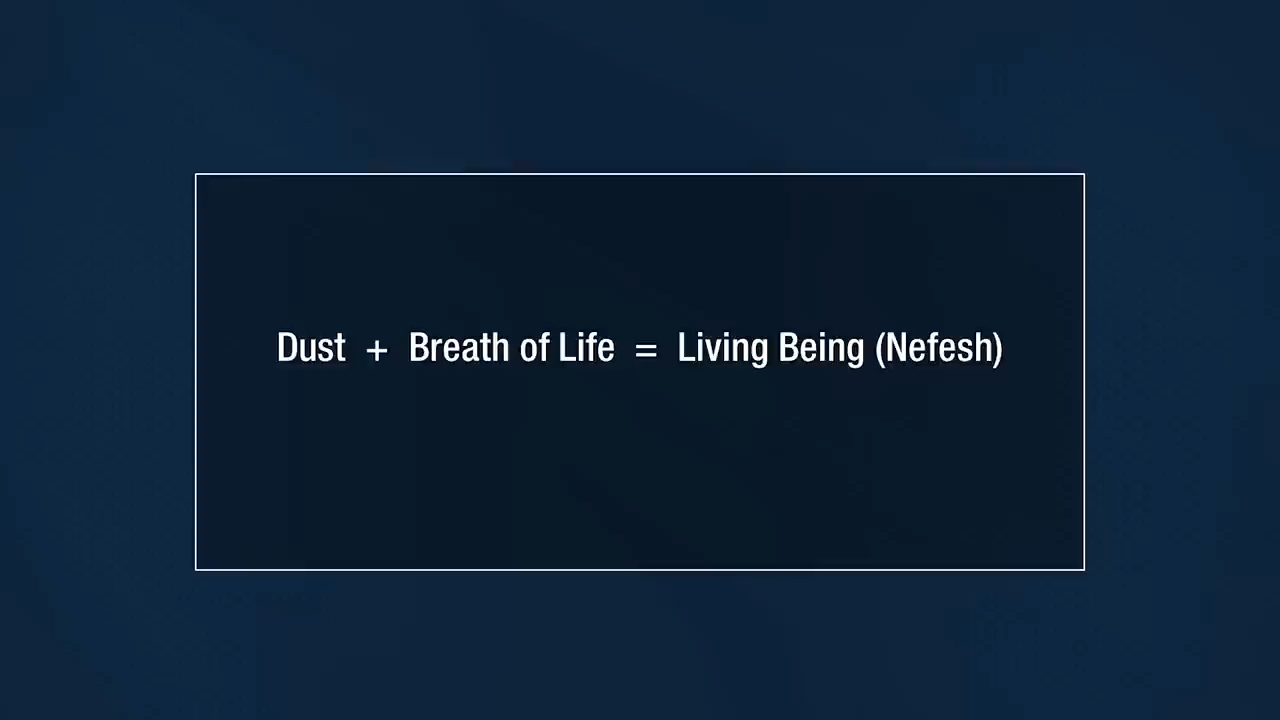 Dust + Breath of Life = Living Being (Nefesh)